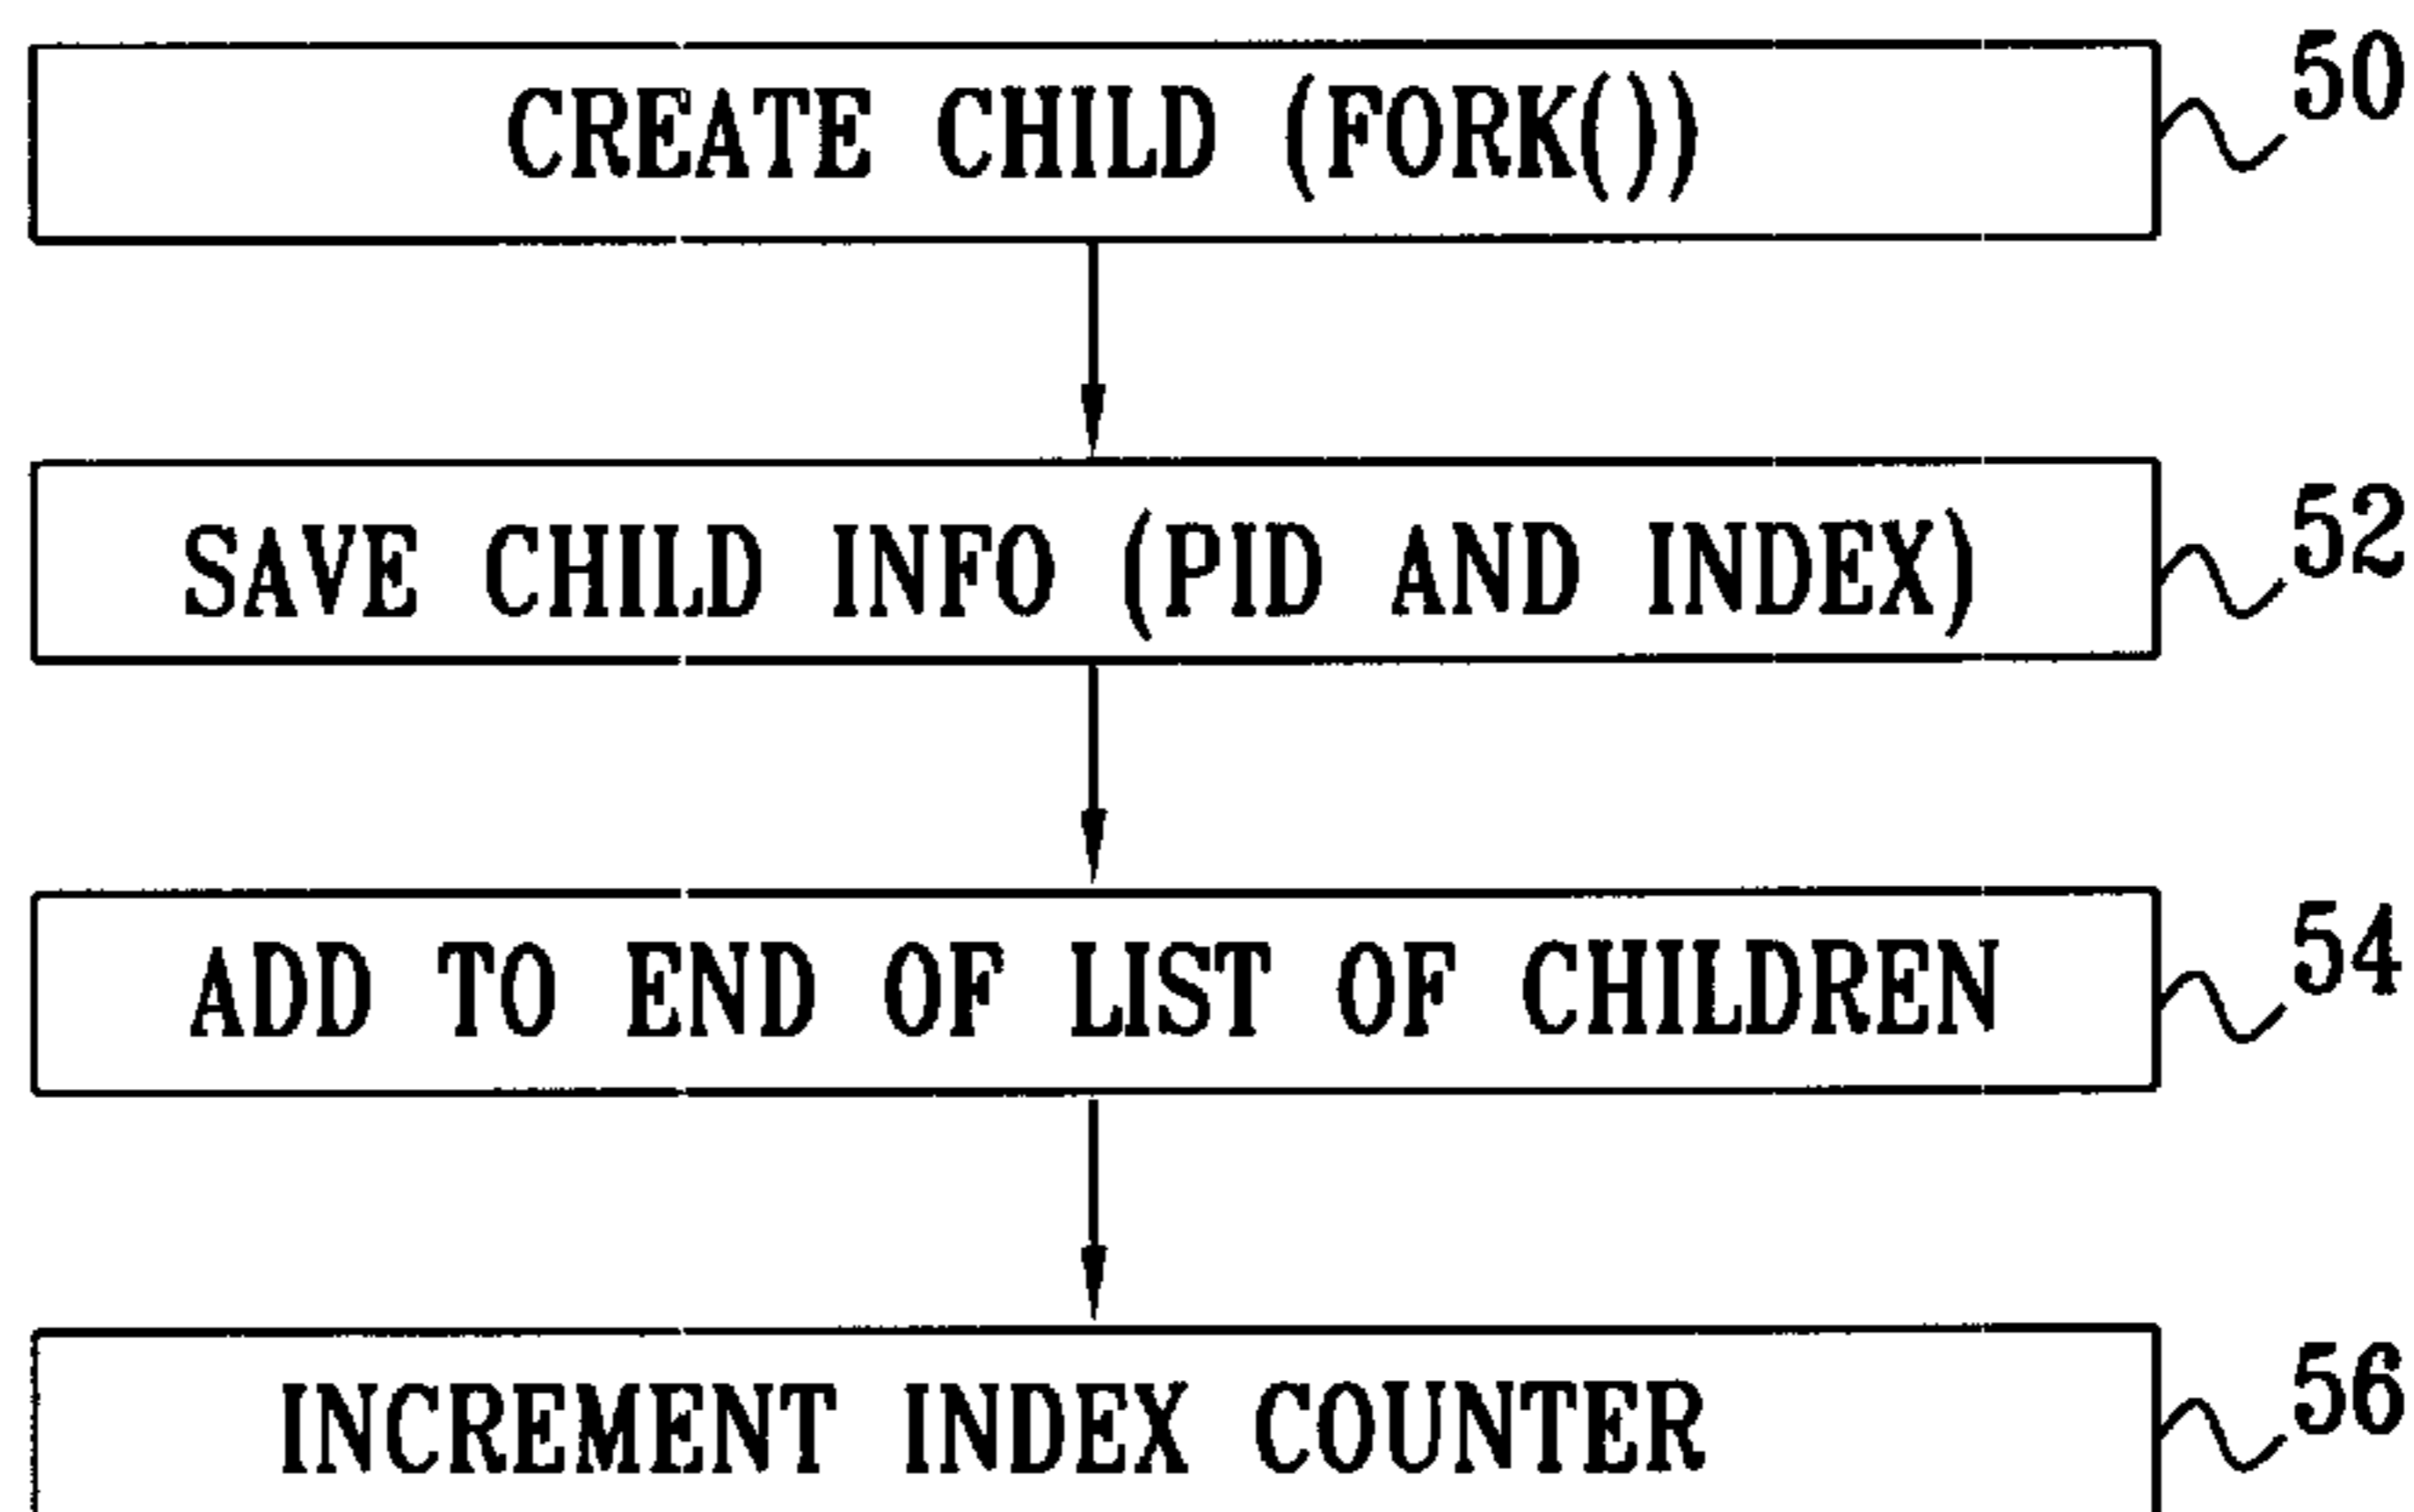 CREATE CHILD (FORK()) 50
SAVE CHILD INFO (PID AND INDEX) 52
ADD TO END OF LIST OF CHILDREN 54
INCREMENT INDEX COUNTER 56